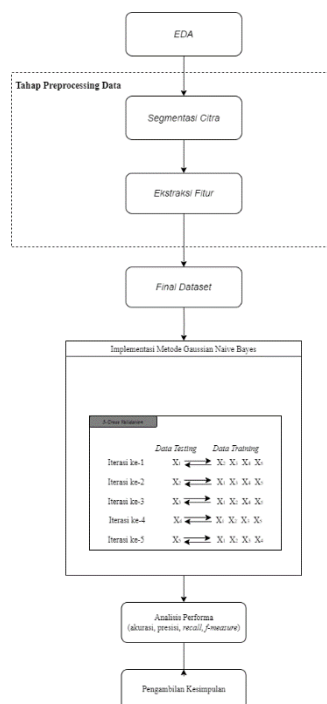 EDA
Tahap Preprocessing Data
Segmentasi Citra
Ekstraksi Fitur
Final Dataset
Implementasi Metode Gaussian Naive Bayes
Data Testing Data Training
Iterasi ke-1 X₁ X₂ X₃ X₄ X₅
Iterasi ke-2 X₂ X₁ X₃ X₄ X₅
Iterasi ke-3 X₃ X₁ X₂ X₄ X₅
Iterasi ke-4 X₄ X₁ X₂ X₃ X₅
Iterasi ke-5 X₅ X₁ X₂ X₃ X₄
Analisis Performa
(akurasi, presisi, recall, f-measure)
Pengambilan Kesimpulan